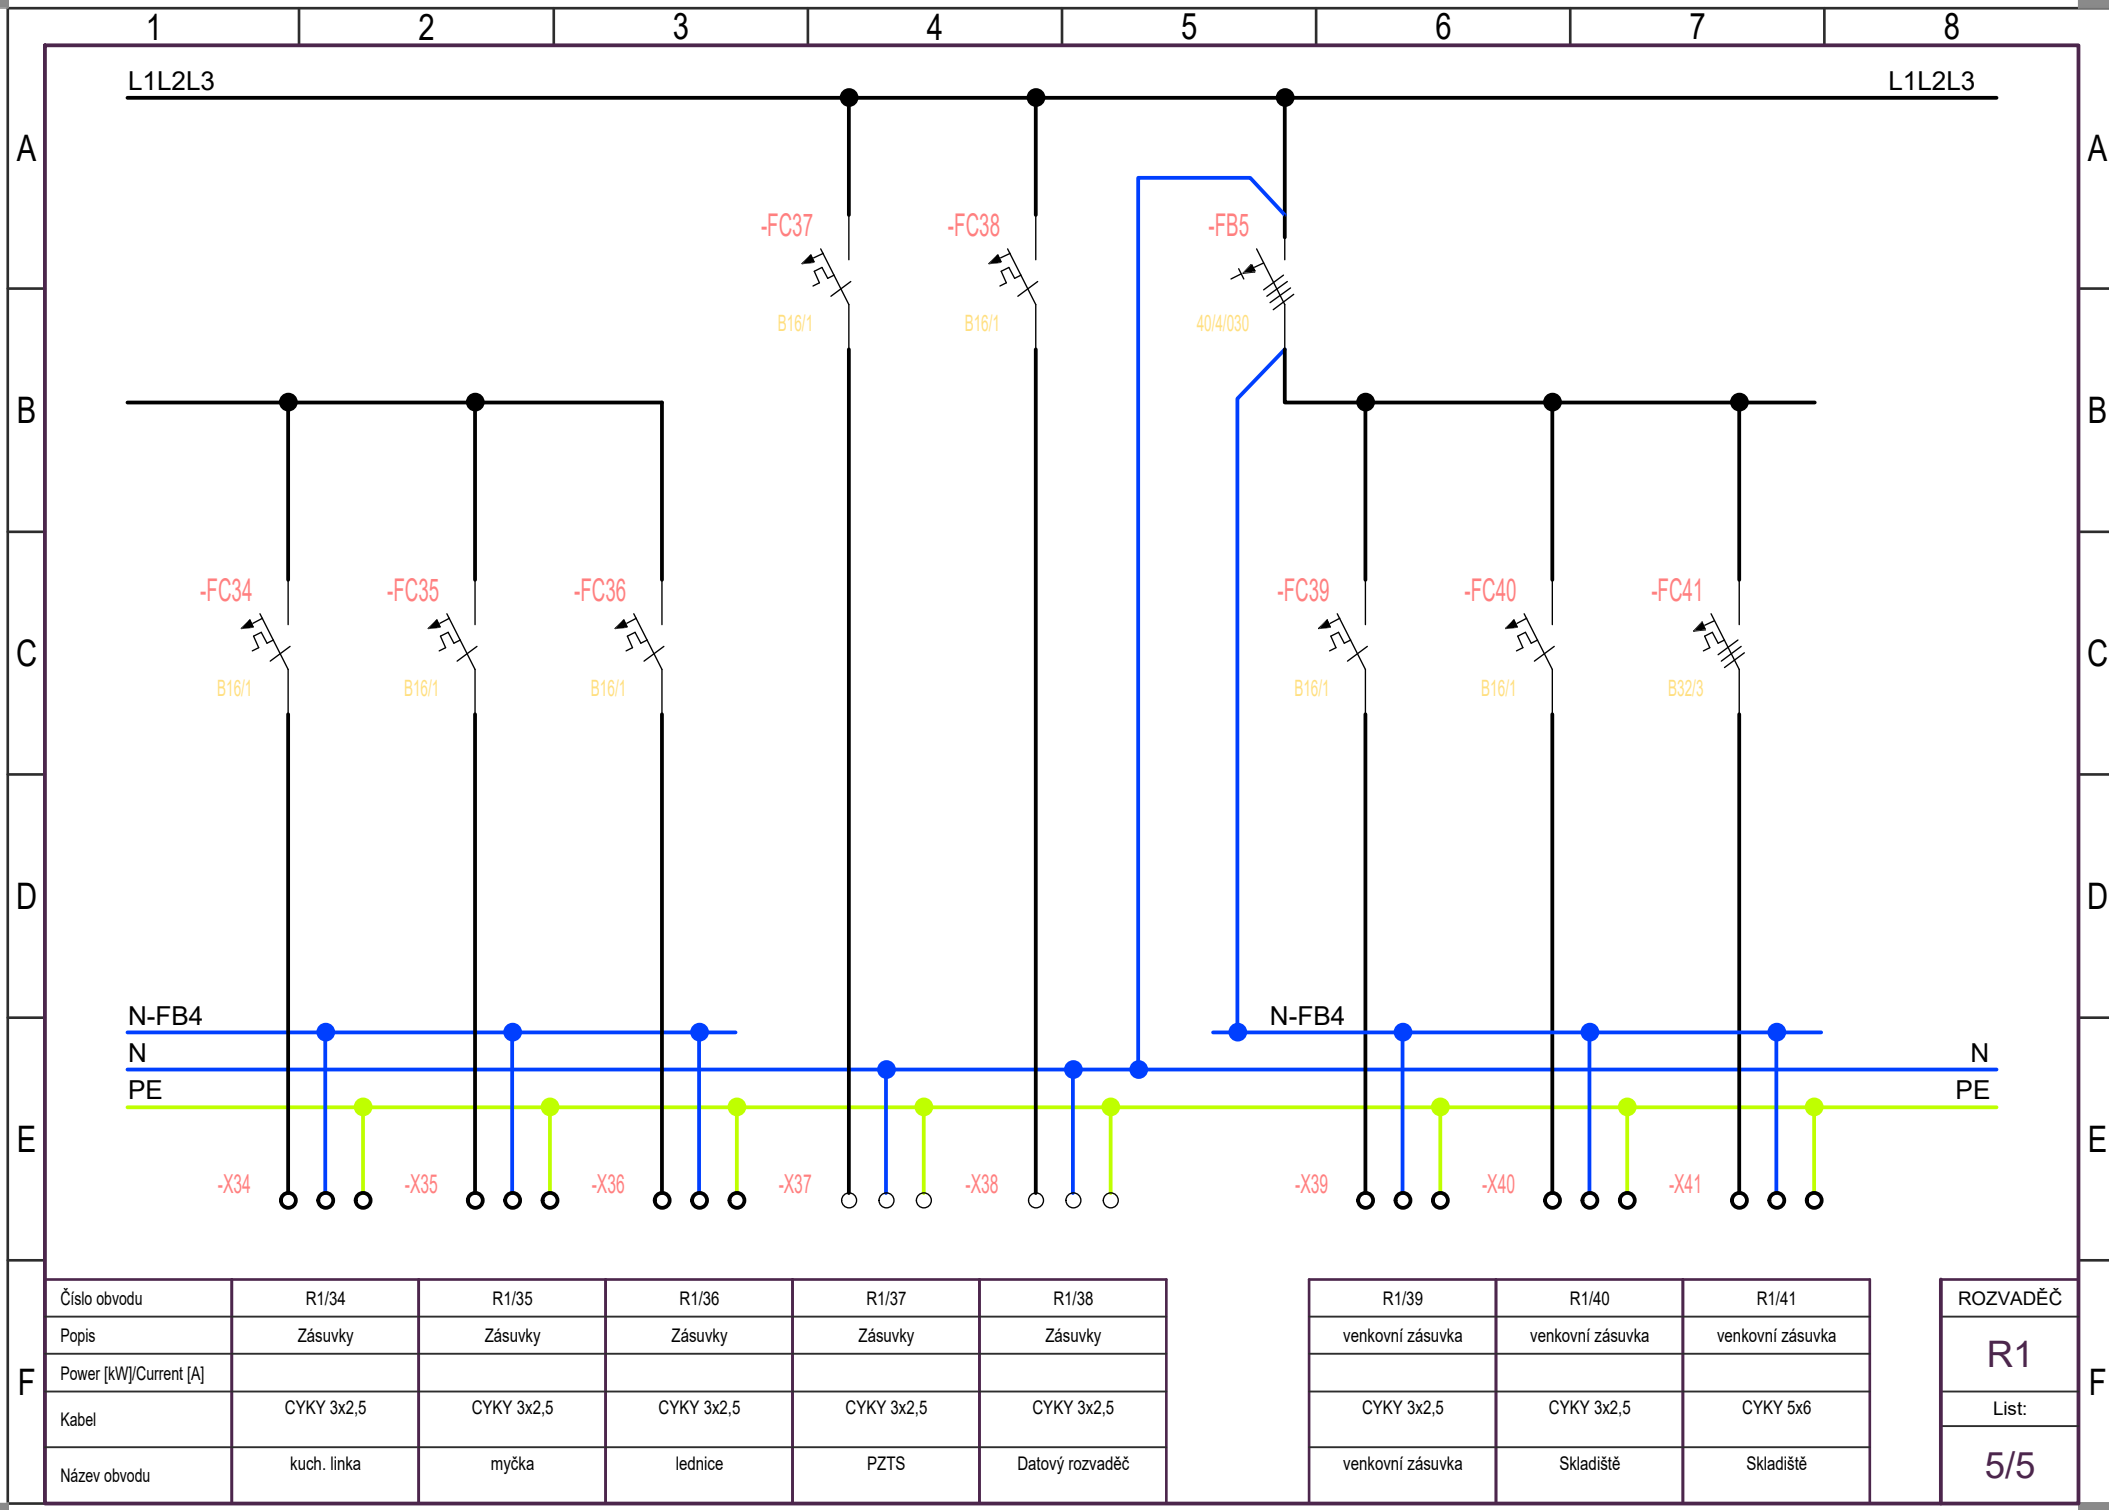 1 2 3 4 5 6 7 8
L1L2L3 L1L2L3
A A
-FC37 -FC38 -FB5
B16/1 B16/1 40/4/030
B B
-FC34 -FC35 -FC36 -FC39 -FC40 -FC41
C C
B16/1 B16/1 B16/1 B16/1 B16/1 B32/3
D D
N-FB4 N-FB4
N N
PE PE
E E
-X34 -X35 -X36 -X37 -X38 -X39 -X40 -X41
Číslo obvodu R1/34 R1/35 R1/36 R1/37 R1/38 R1/39 R1/40 R1/41 ROZVADĚČ
Popis Zásuvky Zásuvky Zásuvky Zásuvky Zásuvky venkovní zásuvka venkovní zásuvka venkovní zásuvka
R1
Power [kW]/Current [A]
F F
Kabel CYKY 3x2,5 CYKY 3x2,5 CYKY 3x2,5 CYKY 3x2,5 CYKY 3x2,5 CYKY 3x2,5 CYKY 3x2,5 CYKY 5x6 List:
Název obvodu kuch. linka myčka lednice PZTS Datový rozvaděč venkovní zásuvka Skladiště Skladiště 5/5